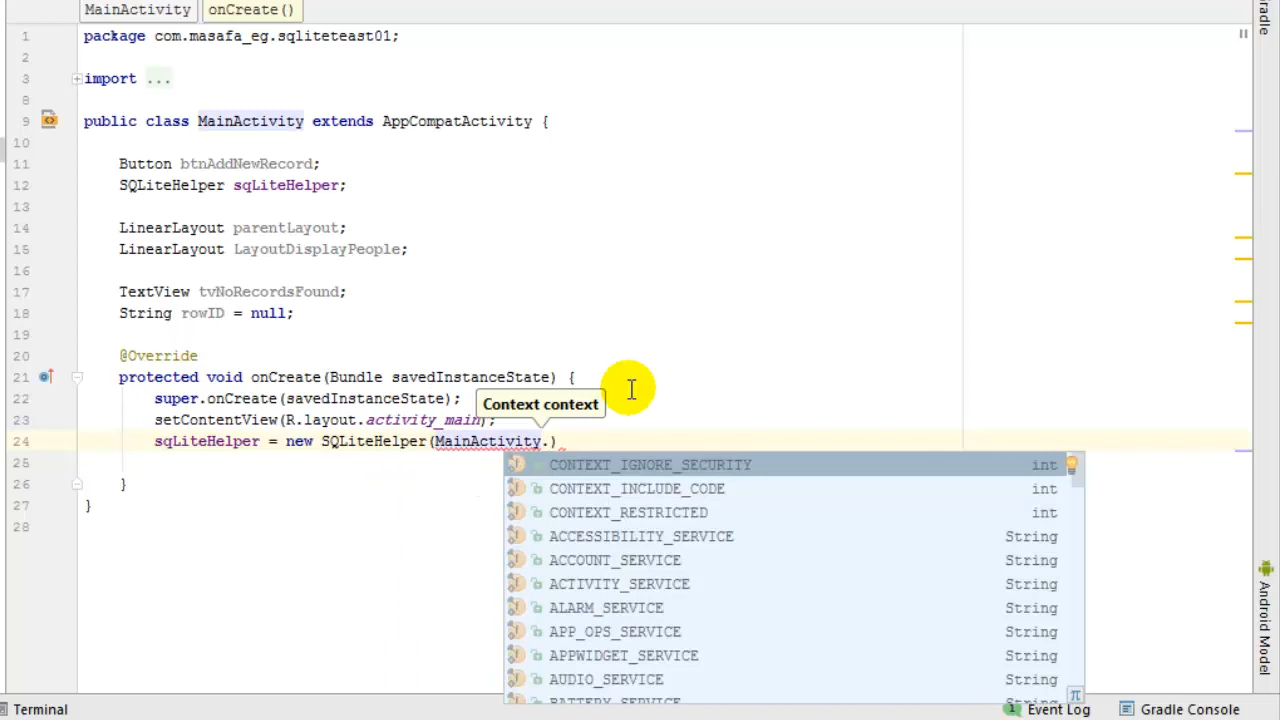 MainActivity onCreate()
1 package com.masafa_eg.sqliteteast01;
2
3 import ...
8
9 public class MainActivity extends AppCompatActivity {
10
11 Button btnAddNewRecord;
12 SQLiteHelper sqLiteHelper;
13
14 LinearLayout parentLayout;
15 LinearLayout LayoutDisplayPeople;
16
17 TextView tvNoRecordsFound;
18 String rowID = null;
19
20 @Override
21 protected void onCreate(Bundle savedInstanceState) {
22 super.onCreate(savedInstanceState);
Context context
23 setContentView(R.layout.activity_main);
24 sqLiteHelper = new SQLiteHelper(MainActivity.)
25
26 }
27 }
28
CONTEXT_IGNORE_SECURITY int
CONTEXT_INCLUDE_CODE int
CONTEXT_RESTRICTED int
ACCESSIBILITY_SERVICE String
ACCOUNT_SERVICE String
ACTIVITY_SERVICE String
ALARM_SERVICE String
APP_OPS_SERVICE String
APPWIDGET_SERVICE String
AUDIO_SERVICE String
BATTERY_SERVICE String
π
Android Model
Terminal
1 Event Log
Gradle Console